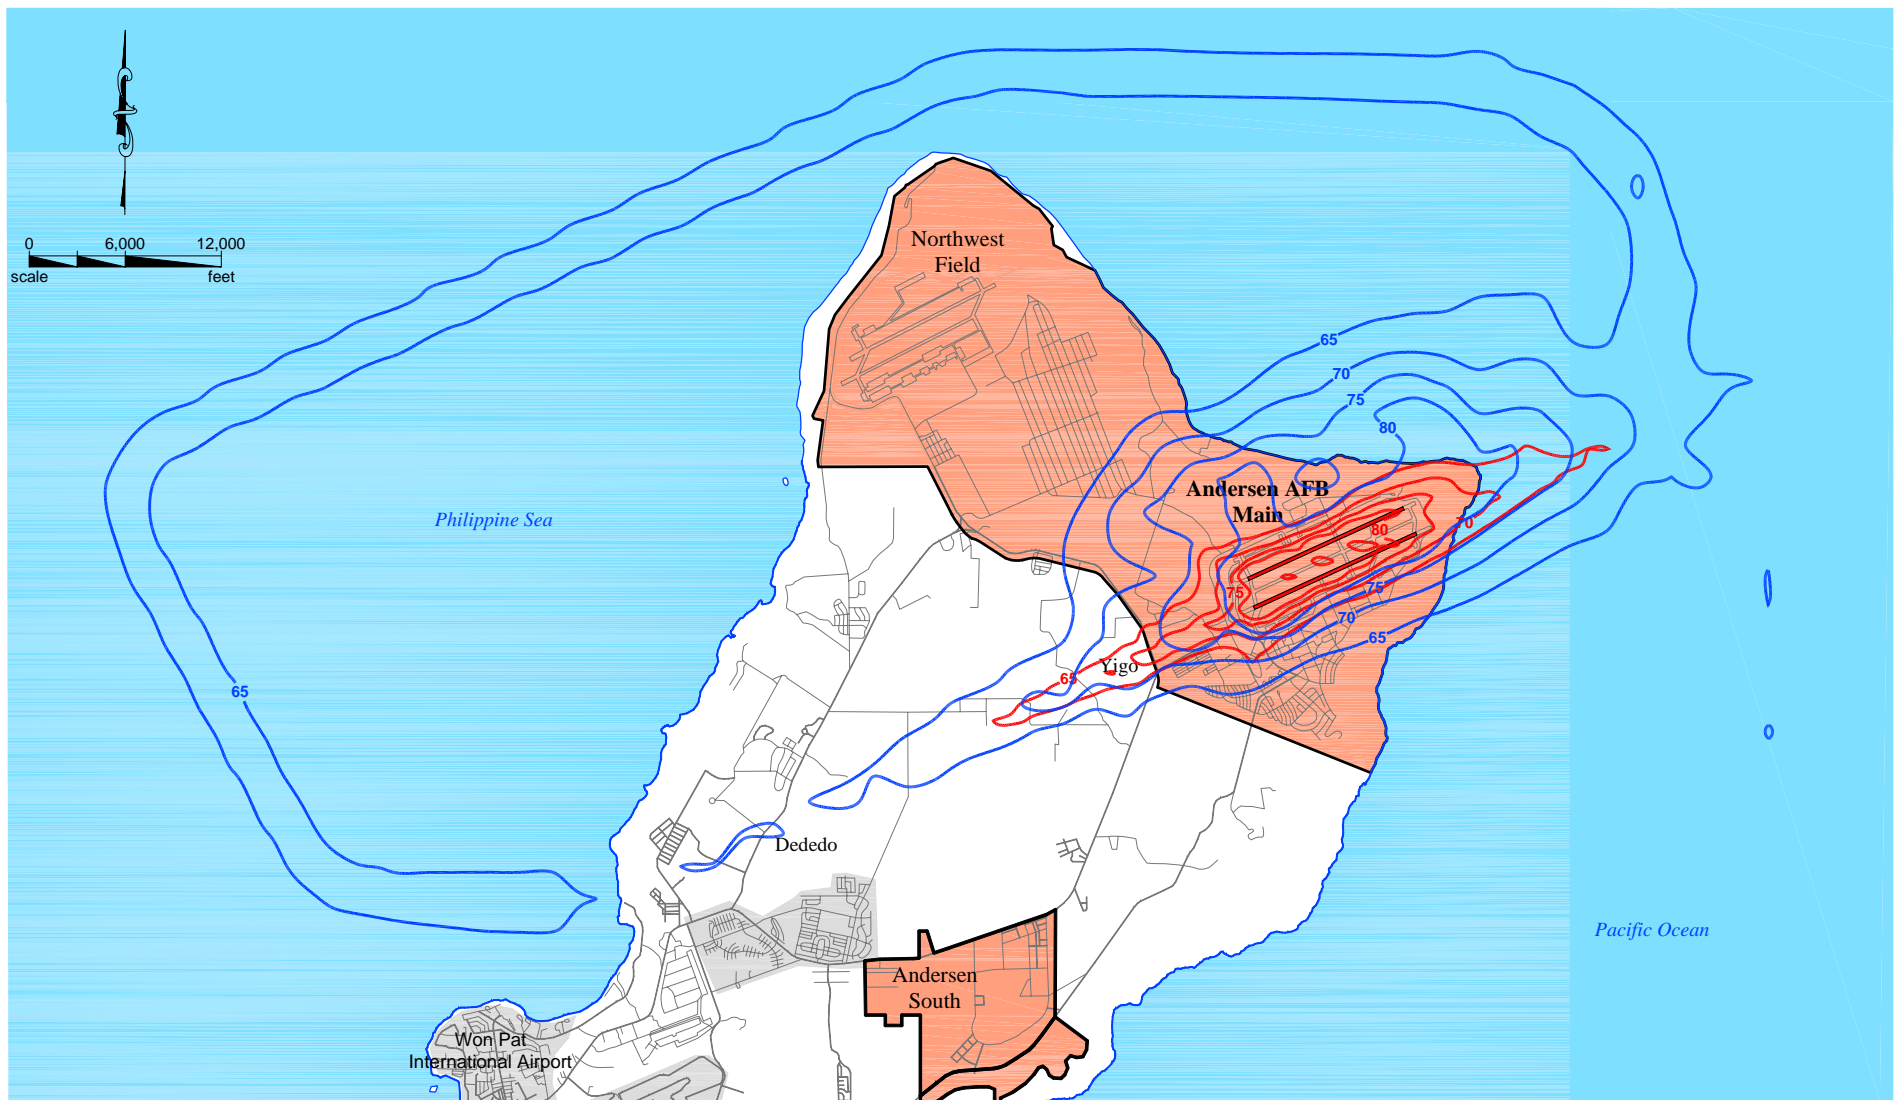 0 6,000 12,000
scale feet
Northwest
Field
65
70
75
80
Andersen AFB
Main
Philippine Sea
80
70
75
75
70
65
Yigo
65
65
Dededo
Pacific Ocean
Andersen
South
Won Pat
International Airport